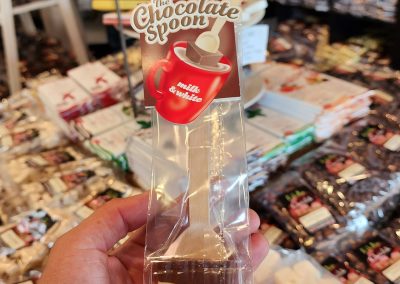 The
Chocolate
spoon
milk
&white